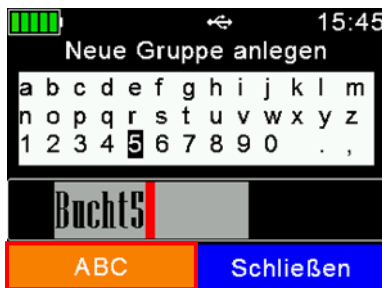 15:45
Neue Gruppe anlegen
a b c d e f g h i j k l m
n o p q r s t u v w x y z
1 2 3 4 5 6 7 8 9 0 . ,
Bucht5
ABC Schließen